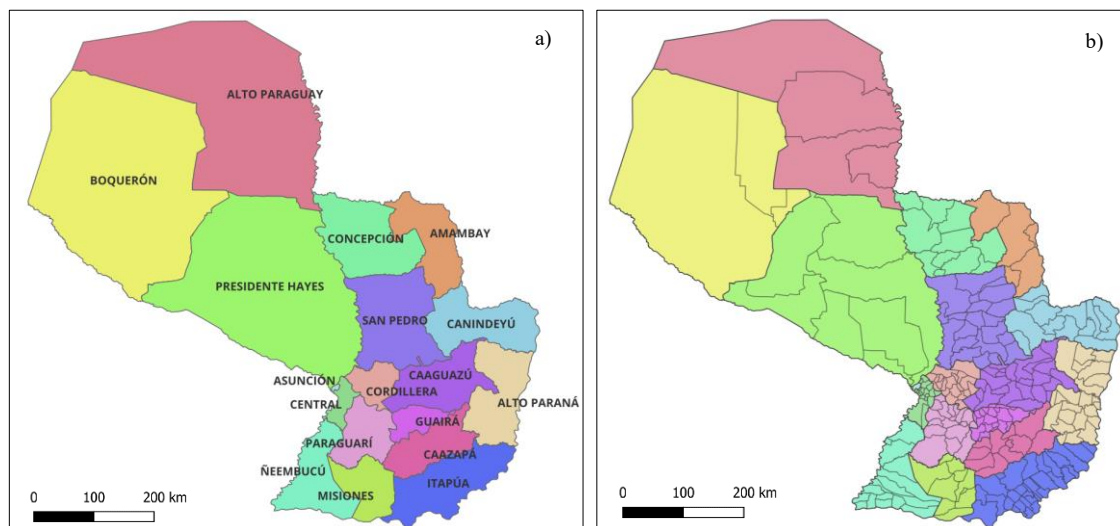 a)
ALTO PARAGUAY
BOQUERÓN
CONCEPCIÓN
AMAMBAY
PRESIDENTE HAYES
SAN PEDRO
CANINDEYÚ
ASUNCIÓN
CAAGUAZÚ
CORDILLERA
CENTRAL
ALTO PARANÁ
GUAIRÁ
PARAGUARÍ
CAAZAPÁ
ÑEEMBUCÚ
ITAPÚA
MISIONES
0 100 200 km
b)
0 100 200 km